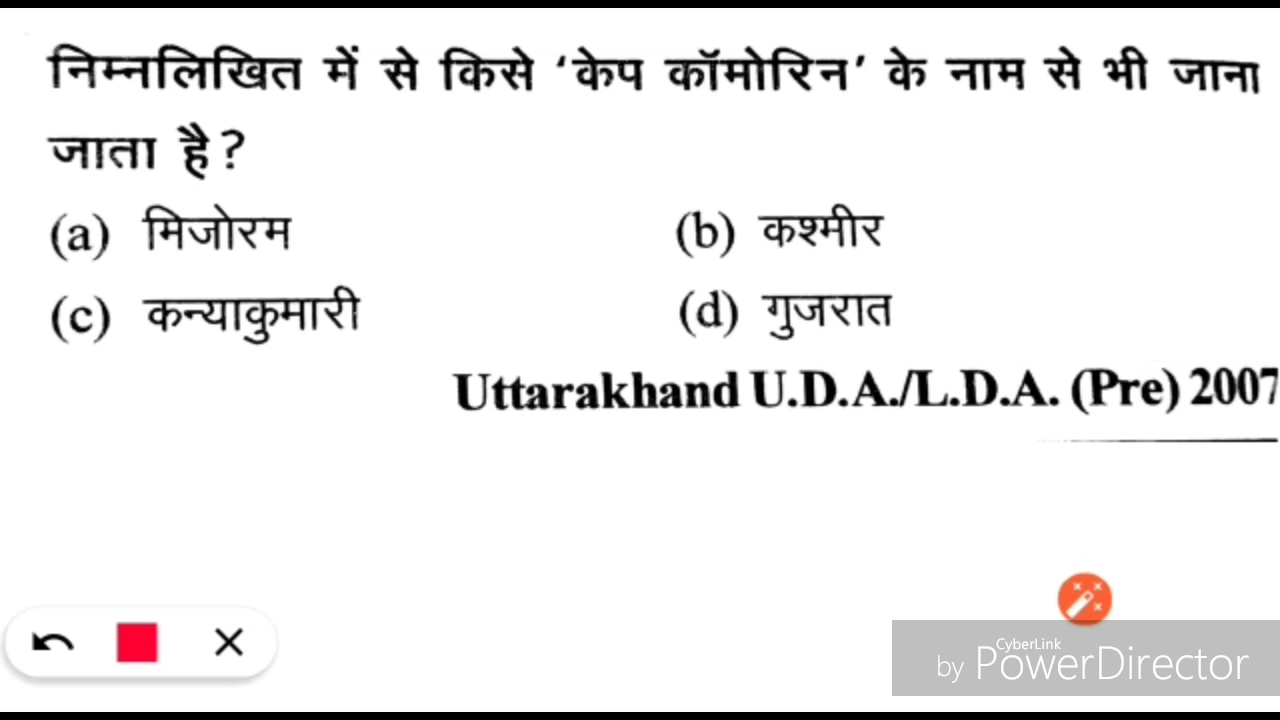 निम्नलिखित में से किसे ‘केप कॉमोरिन’ के नाम से भी जाना
जाता है?
(a) मिजोरम (b) कश्मीर
(c) कन्याकुमारी (d) गुजरात
Uttarakhand U.D.A./L.D.A. (Pre) 2007
CyberLink
by PowerDirector